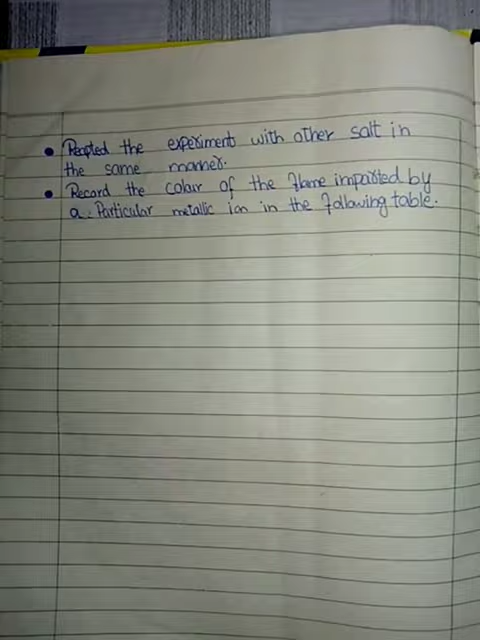 • Reapted the experiment with other salt in
the same manner.
• Record the colour of the flame imparted by
a. Particular metallic ion in the following table.